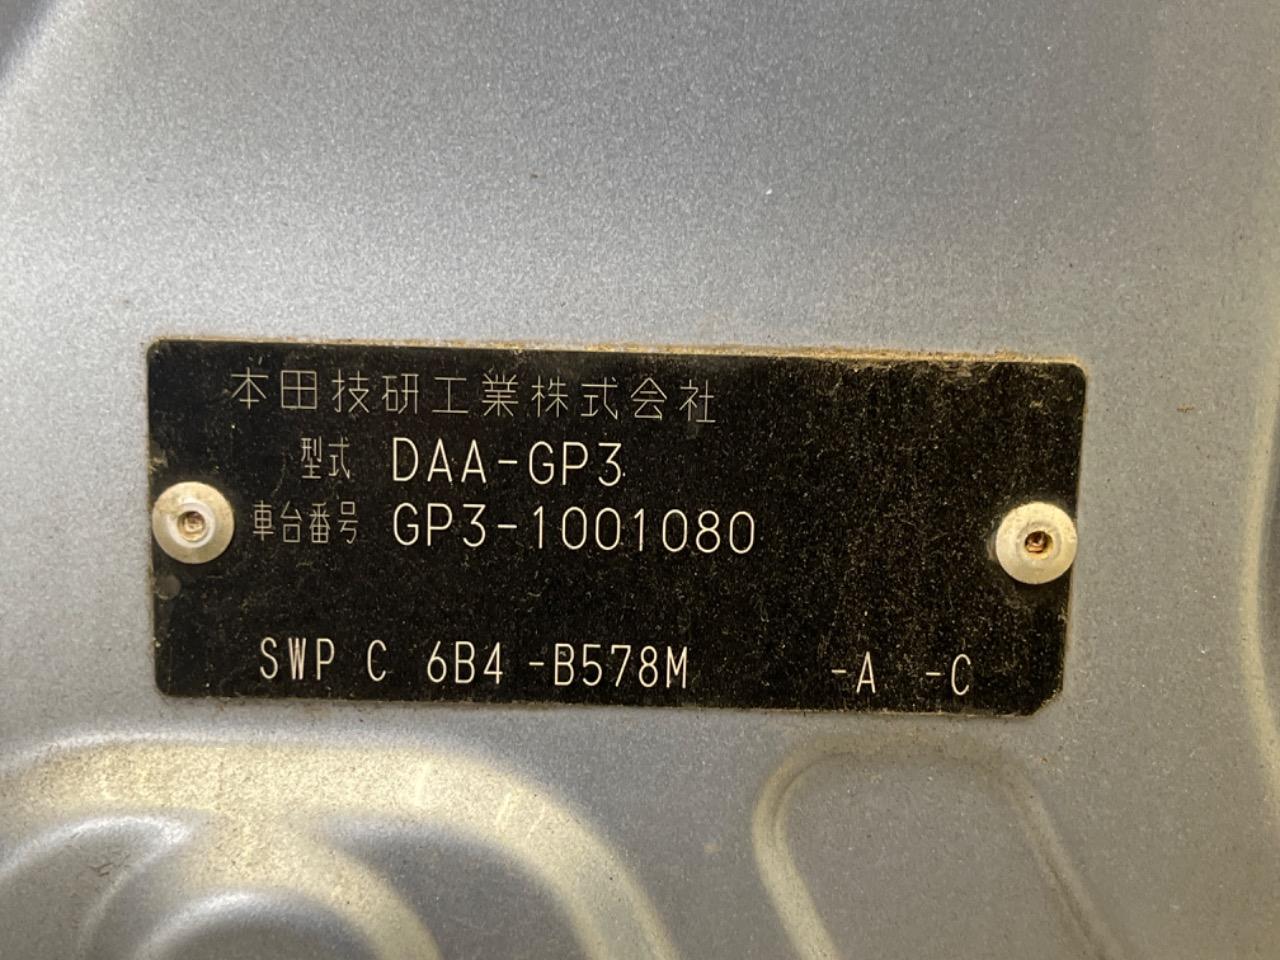 本田技研工業株式会社
型式 DAA-GP3
車台番号 GP3-1001080
SWP C 6B4 -B578M -A -C